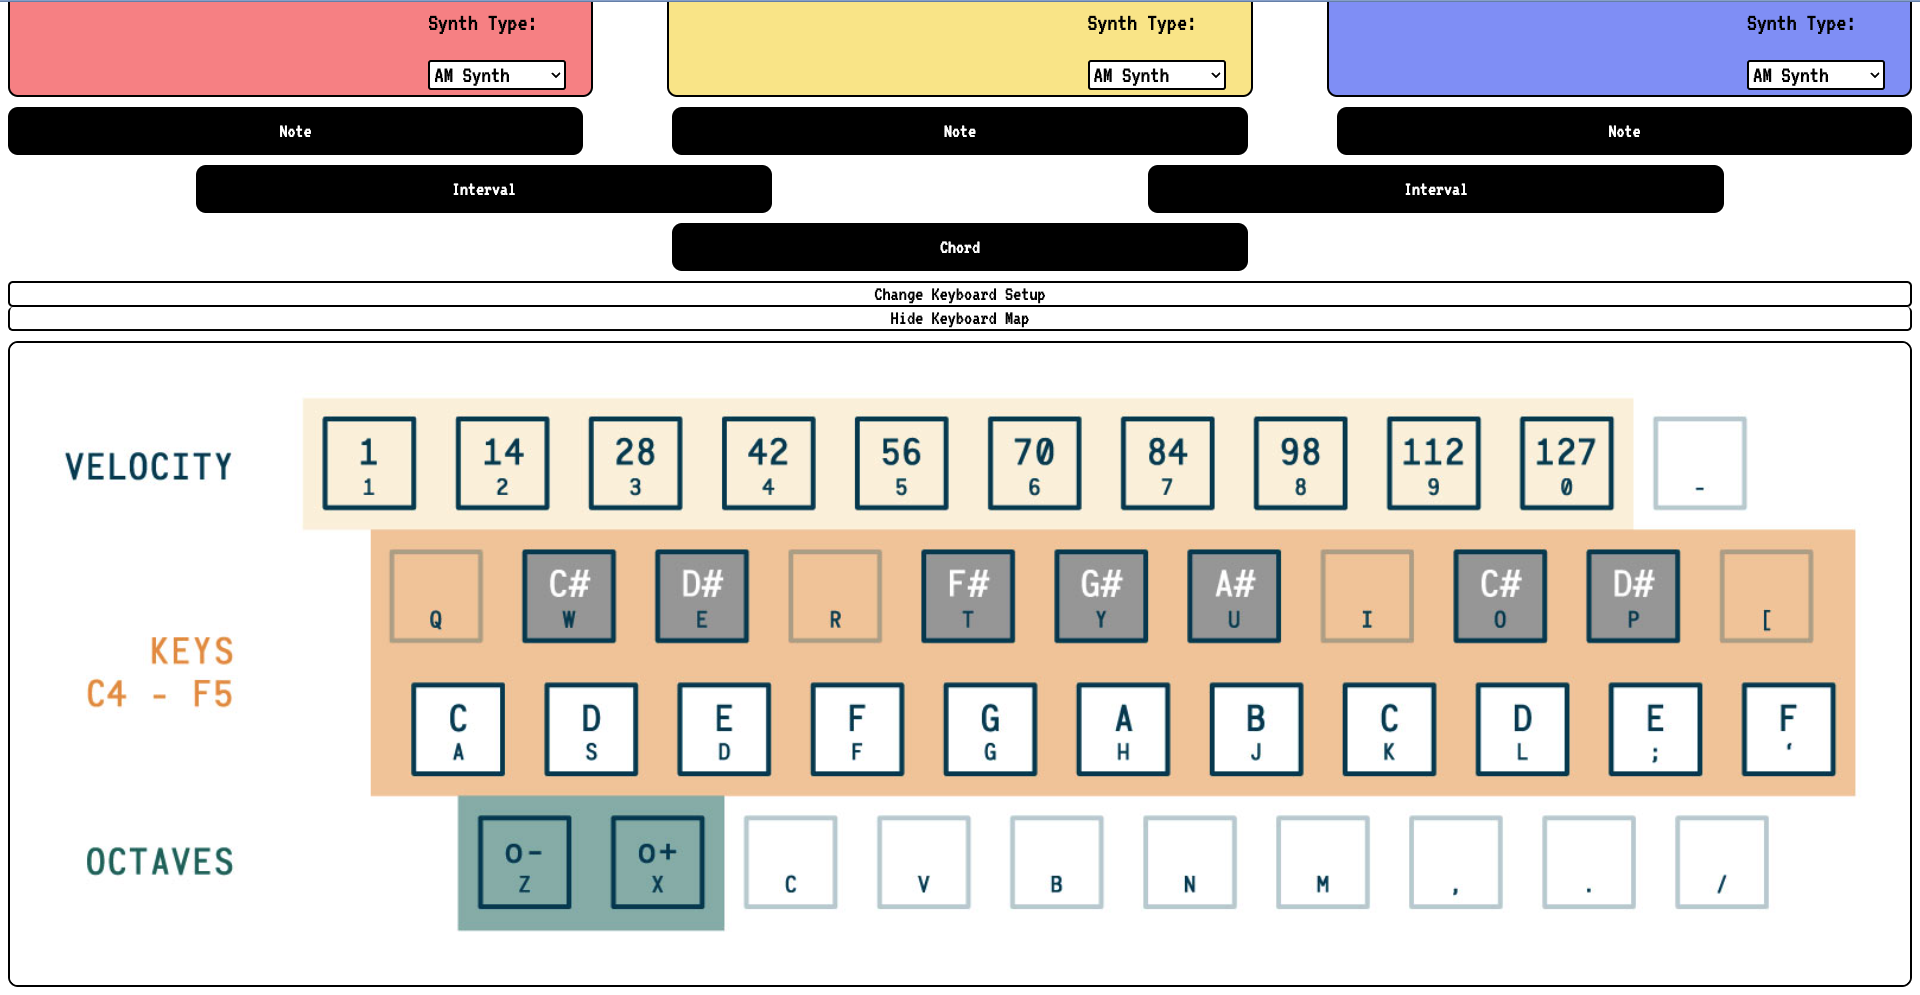 Synth Type: Synth Type: Synth Type:
AM Synth AM Synth AM Synth
Note Note Note
Interval Interval
Chord
Change Keyboard Setup
Hide Keyboard Map
VELOCITY
1 14 28 42 56 70 84 98 112 127
1 2 3 4 5 6 7 8 9 0 -
C# D# F# G# A# C# D#
Q W E R T Y U I O P [
KEYS
C4 - F5
C D E F G A B C D E F
A S D F G H J K L ; ‘
OCTAVES
o- o+
Z X C V B N M , . /